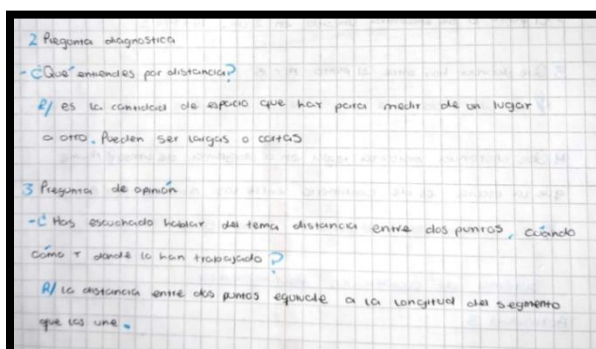 2 Pregunta diagnostica
- ¿Que entiendes por distancia?
R/ es la cantidad de espacio que hay para medir de un lugar
a otro. Pueden ser largas o cortas
3 Pregunta de opinión
- ¿ Has escuchado hablar del tema distancia entre dos puntos, cúando
cómo y dónde lo han trabajado?
R/ la distancia entre dos puntos equivale a la longitud del segmento
que los une.